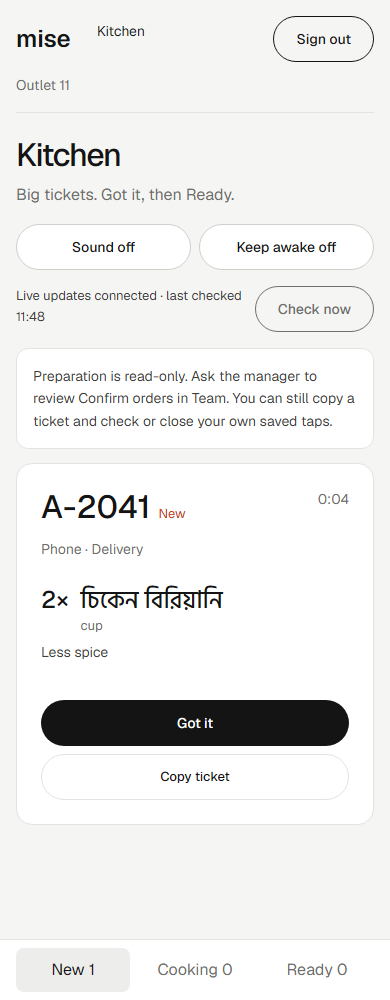 mise
Kitchen
Sign out
Outlet 11
Kitchen
Big tickets. Got it, then Ready.
Sound off
Keep awake off
Live updates connected · last checked
11:48
Check now
Preparation is read-only. Ask the manager to
review Confirm orders in Team. You can still copy a
ticket and check or close your own saved taps.
A-2041 New
0:04
Phone · Delivery
2× চিকেন বিরিয়ানি
cup
Less spice
Got it
Copy ticket
New 1
Cooking 0
Ready 0